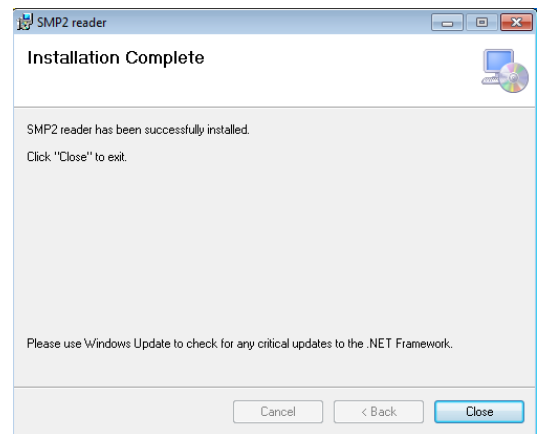 SMP2 reader
Installation Complete
SMP2 reader has been successfully installed.
Click "Close" to exit.
Please use Windows Update to check for any critical updates to the .NET Framework.
Cancel < Back Close